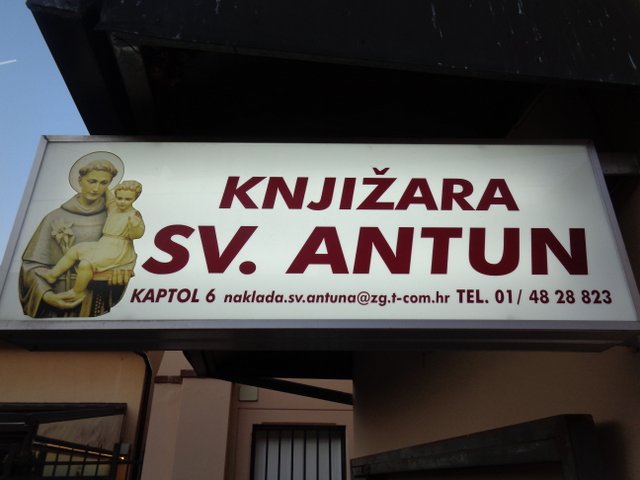 KNJIŽARA
SV. ANTUN
KAPTOL 6 naklada.sv.antuna@zg.t-com.hr TEL. 01/ 48 28 823